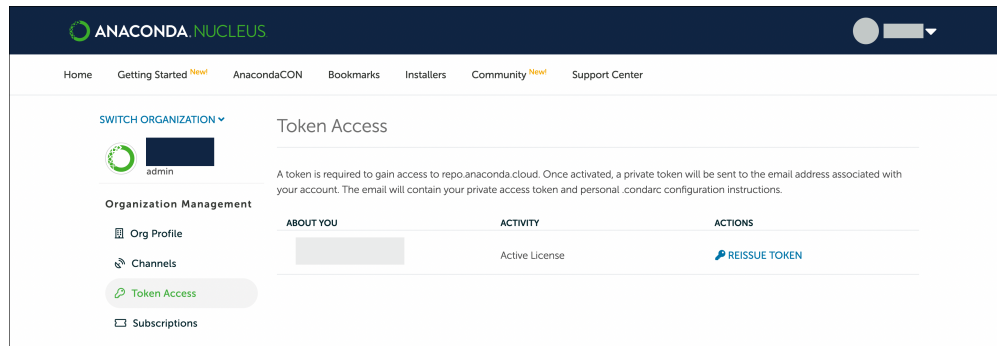 ANACONDA.NUCLEUS
Home Getting Started New! AnacondaCON Bookmarks Installers Community New! Support Center
SWITCH ORGANIZATION
admin
Organization Management
Org Profile
Channels
Token Access
Subscriptions
Token Access
A token is required to gain access to repo.anaconda.cloud. Once activated, a private token will be sent to the email address associated with
your account. The email will contain your private access token and personal .condarc configuration instructions.
ABOUT YOU ACTIVITY ACTIONS
Active License REISSUE TOKEN